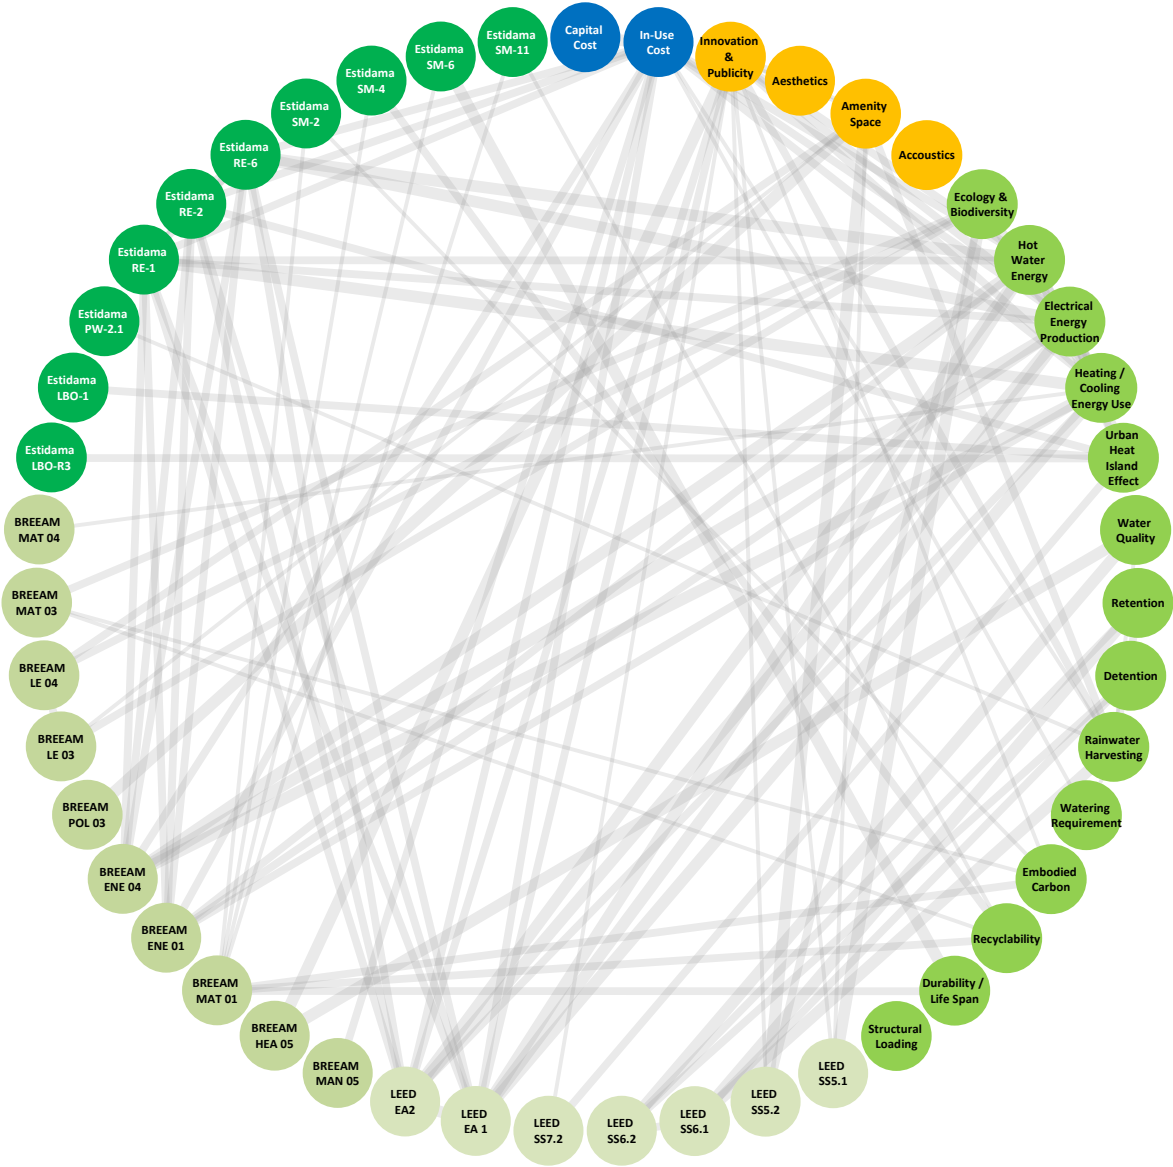 Capital
Cost
In-Use
Cost
Innovation
&
Publicity
Aesthetics
Amenity
Space
Accoustics
Ecology &
Biodiversity
Hot
Water
Energy
Electrical
Energy
Production
Heating /
Cooling
Energy Use
Urban
Heat
Island
Effect
Water
Quality
Retention
Detention
Rainwater
Harvesting
Watering
Requirement
Embodied
Carbon
Recyclability
Durability /
Life Span
Structural
Loading
LEED
SS5.1
LEED
SS5.2
LEED
SS6.1
LEED
SS6.2
LEED
SS7.2
LEED
EA 1
LEED
EA2
BREEAM
MAN 05
BREEAM
HEA 05
BREEAM
MAT 01
BREEAM
ENE 01
BREEAM
ENE 04
BREEAM
POL 03
BREEAM
LE 03
BREEAM
LE 04
BREEAM
MAT 03
BREEAM
MAT 04
Estidama
LBO-R3
Estidama
LBO-1
Estidama
PW-2.1
Estidama
RE-1
Estidama
RE-2
Estidama
RE-6
Estidama
SM-2
Estidama
SM-4
Estidama
SM-6
Estidama
SM-11